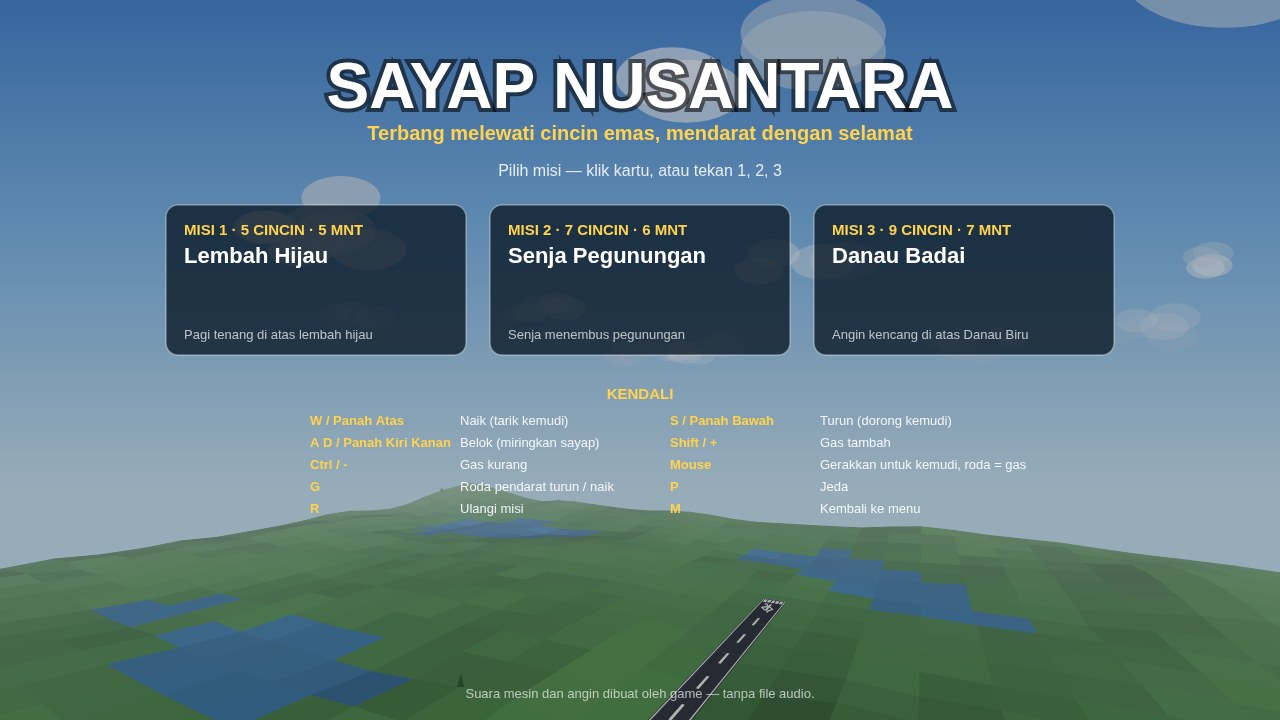 SAYAP NUSANTARA
Terbang melewati cincin emas, mendarat dengan selamat
Pilih misi — klik kartu, atau tekan 1, 2, 3
MISI 1 · 5 CINCIN · 5 MNT
Lembah Hijau
Pagi tenang di atas lembah hijau
MISI 2 · 7 CINCIN · 6 MNT
Senja Pegunungan
Senja menembus pegunungan
MISI 3 · 9 CINCIN · 7 MNT
Danau Badai
Angin kencang di atas Danau Biru
KENDALI
W / Panah Atas Naik (tarik kemudi) S / Panah Bawah Turun (dorong kemudi)
A D / Panah Kiri Kanan Belok (miringkan sayap) Shift / + Gas tambah
Ctrl / - Gas kurang Mouse Gerakkan untuk kemudi, roda = gas
G Roda pendarat turun / naik P Jeda
R Ulangi misi M Kembali ke menu
Suara mesin dan angin dibuat oleh game — tanpa file audio.